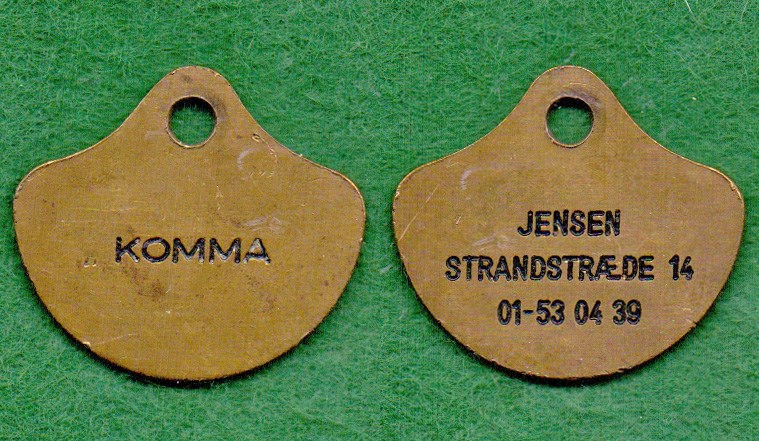 KOMMA
JENSEN
STRANDSTRÆDE 14
01-53 04 39